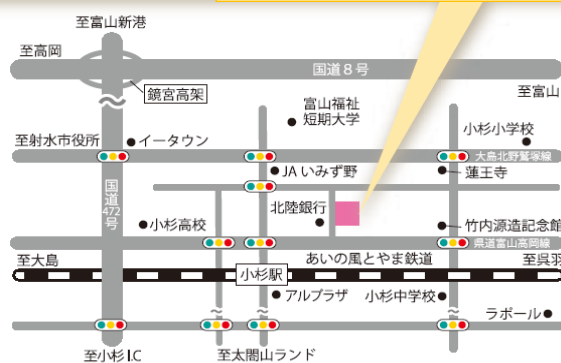 至富山新港
至高岡
国道8号
鏡宮高架
至富山
富山福祉
短期大学
小杉小学校
至射水市役所
イータウン
大島北野鷲塚線
JAいみず野
蓮王寺
国道472号
北陸銀行
小杉高校
竹内源造記念館
県道富山高岡線
至大島
小杉駅
あいの風とやま鉄道
至呉羽
アルプラザ
小杉中学校
ラポール
至小杉I.C
至太閤山ランド